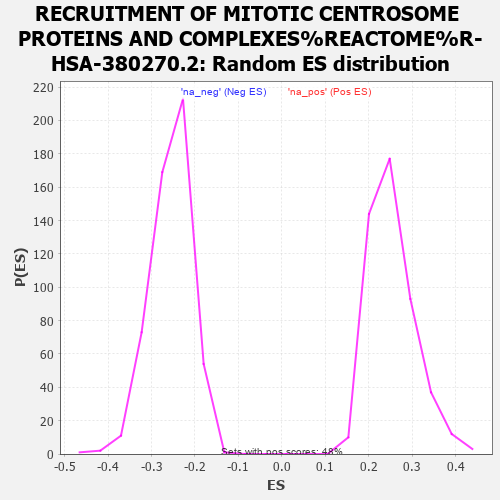 RECRUITMENT OF MITOTIC CENTROSOME
PROTEINS AND COMPLEXES%REACTOME%R-
HSA-380270.2: Random ES distribution
'na_neg' (Neg ES) 'na_pos' (Pos ES)
220
200
180
160
140
120
100
80
60
40
20
0
P(ES)
Sets with pos scores: 48%
-0.5 -0.4 -0.3 -0.2 -0.1 0.0 0.1 0.2 0.3 0.4
ES